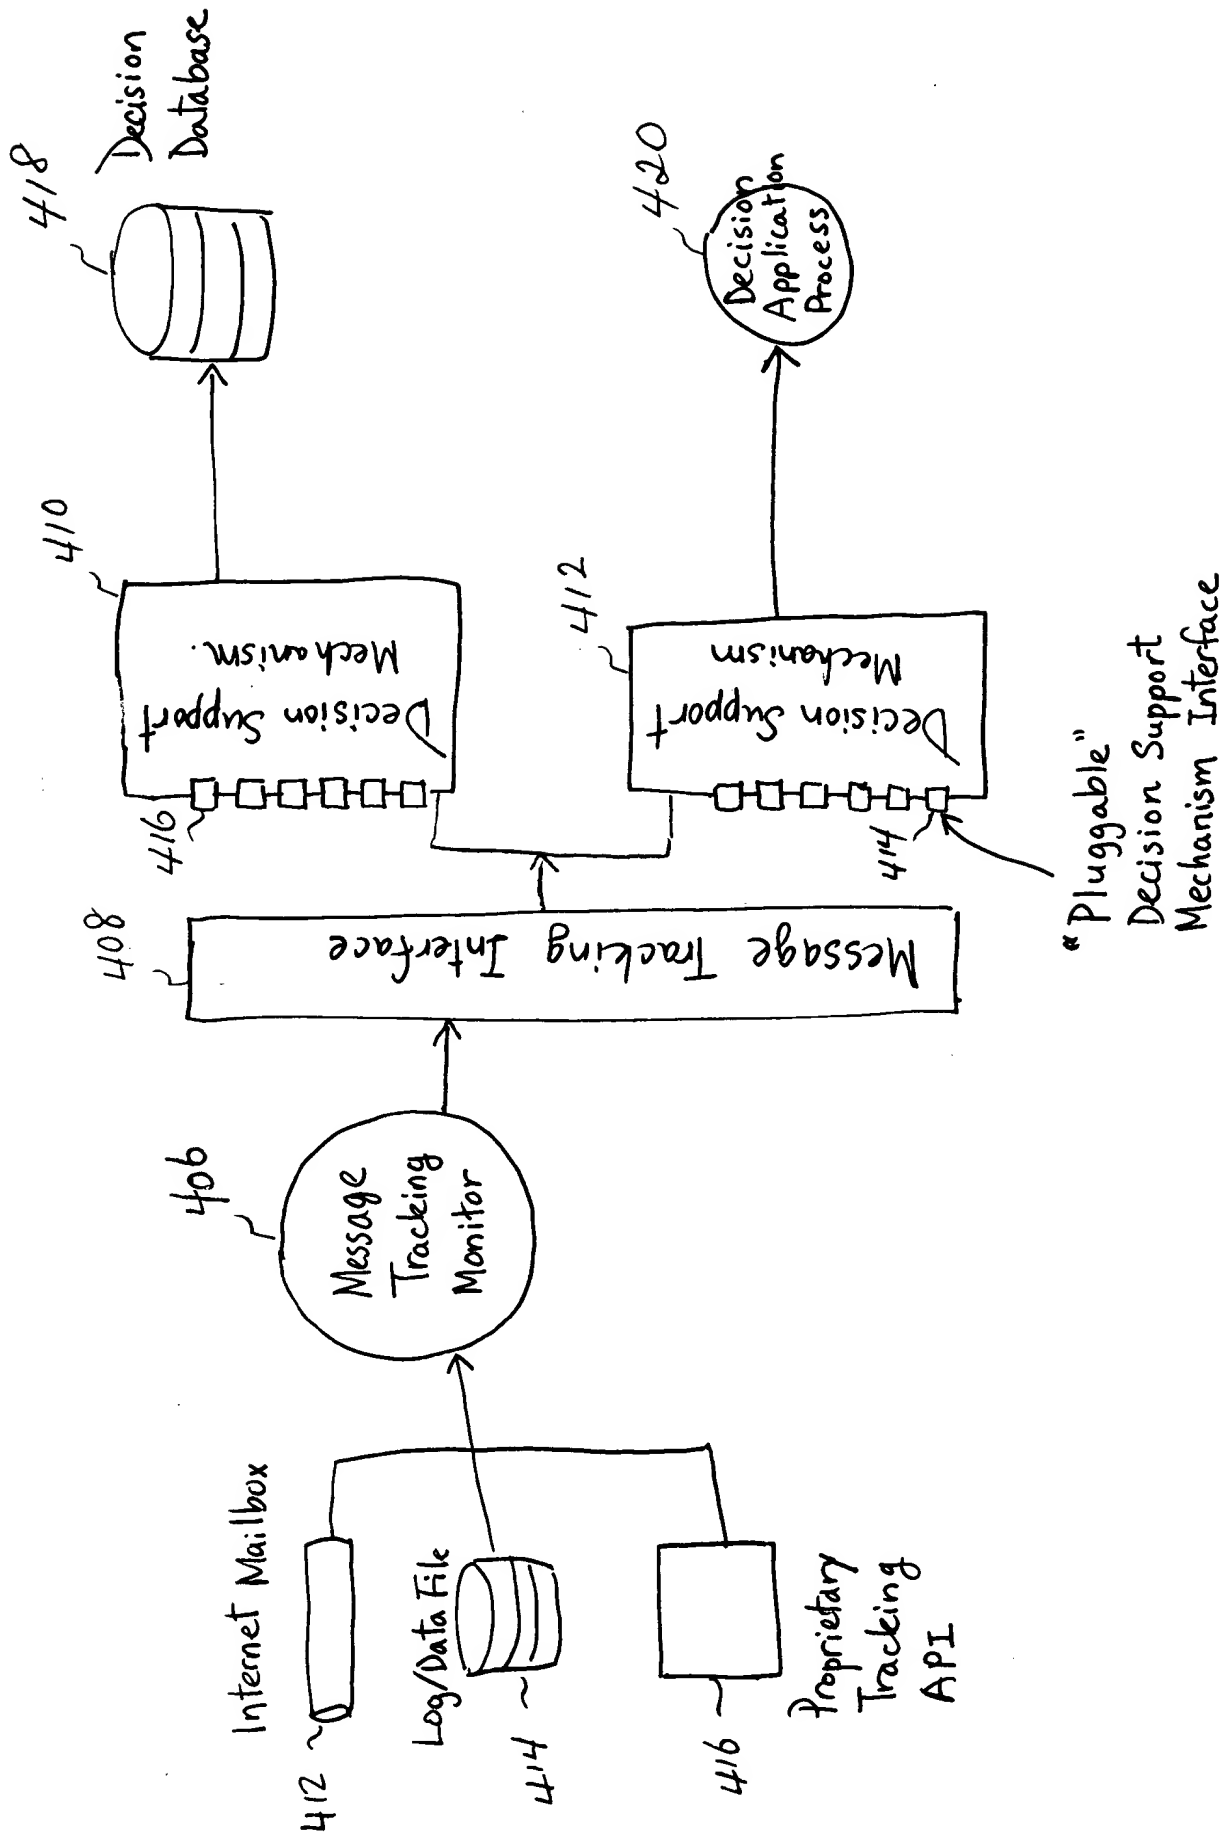 Internet Mailbox
412
Log/Data File
414
416
Proprietary
Tracking
API
406
Message
Tracking
Monitor
408
Message Tracking Interface
410
Decision Support
Mechanism.
416
412
Decision Support
Mechanism
414
"Pluggable"
Decision Support
Mechanism Interface
418
Decision
Database
420
Decision
Application
Process